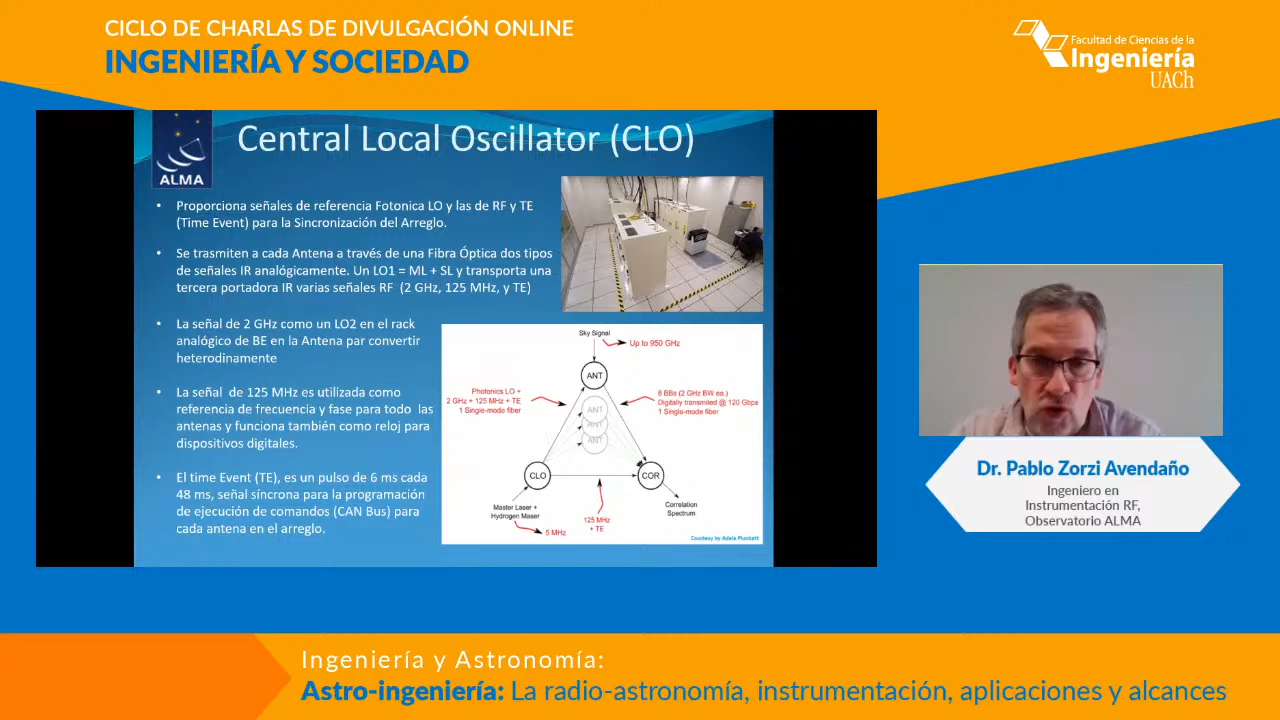 CICLO DE CHARLAS DE DIVULGACIÓN ONLINE
INGENIERÍA Y SOCIEDAD
Facultad de Ciencias de la
Ingeniería
UACh
ALMA
Central Local Oscillator (CLO)
• Proporciona señales de referencia Fotonica LO y las de RF y TE
(Time Event) para la Sincronización del Arreglo.
• Se trasmiten a cada Antena a través de una Fibra Óptica dos tipos
de señales IR analógicamente. Un LO1 = ML + SL y transporta una
tercera portadora IR varias señales RF (2 GHz, 125 MHz, y TE)
• La señal de 2 GHz como un LO2 en el rack
analógico de BE en la Antena par convertir
heterodinamente
• La señal de 125 MHz es utilizada como
referencia de frecuencia y fase para todo las
antenas y funciona también como reloj para
dispositivos digitales.
• El time Event (TE), es un pulso de 6 ms cada
48 ms, señal síncrona para la programación
de ejecución de comandos (CAN Bus) para
cada antena en el arreglo.
Sky Signal
Up to 950 GHz
ANT
Photonics LO +
2 GHz + 125 MHz + TE
1 Single-mode fiber
8 BBs (2 GHz BW ea.)
Digitally transmited @ 120 Gbps
1 Single-mode fiber
ANT
ANT
ANT
CLO
COR
Master Laser +
Hydrogen Maser
5 MHz
125 MHz
+ TE
Correlation
Spectrum
Courtesy by Adele Plunkett
Dr. Pablo Zorzi Avendaño
Ingeniero en
Instrumentación RF,
Observatorio ALMA
Ingeniería y Astronomía:
Astro-ingeniería: La radio-astronomía, instrumentación, aplicaciones y alcances